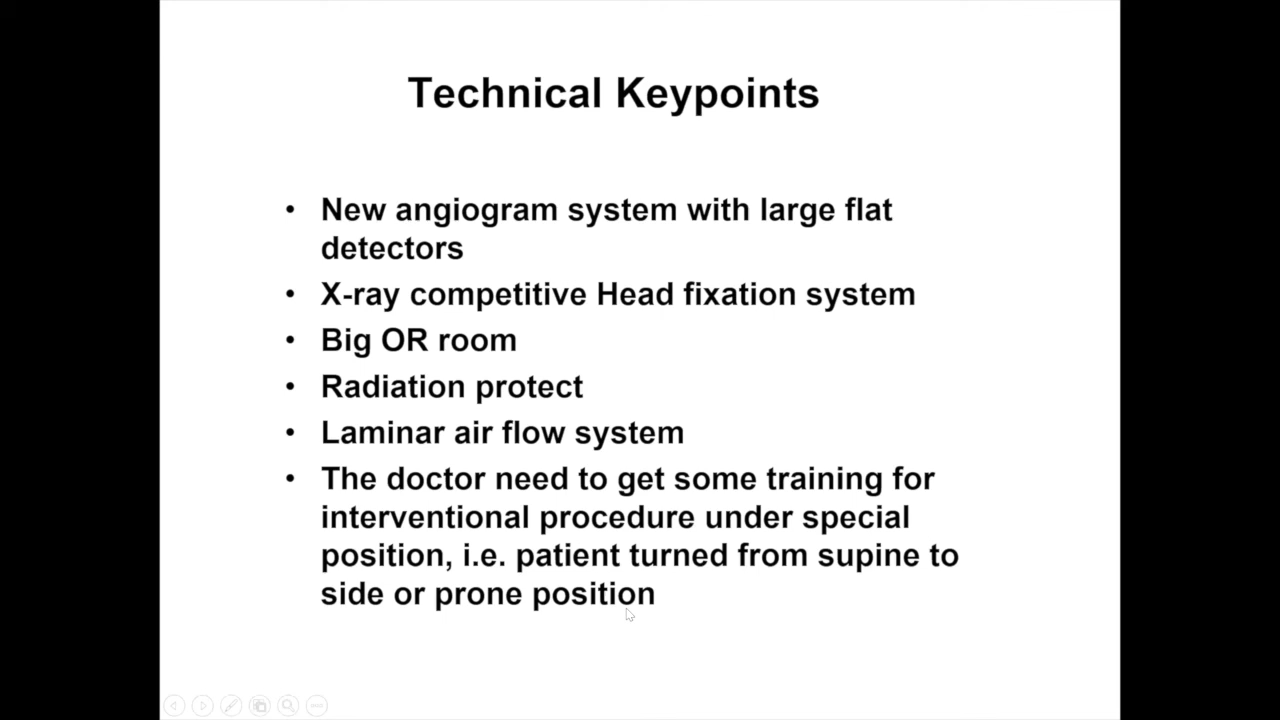 Technical Keypoints
• New angiogram system with large flat
detectors
• X-ray competitive Head fixation system
• Big OR room
• Radiation protect
• Laminar air flow system
• The doctor need to get some training for
interventional procedure under special
position, i.e. patient turned from supine to
side or prone position